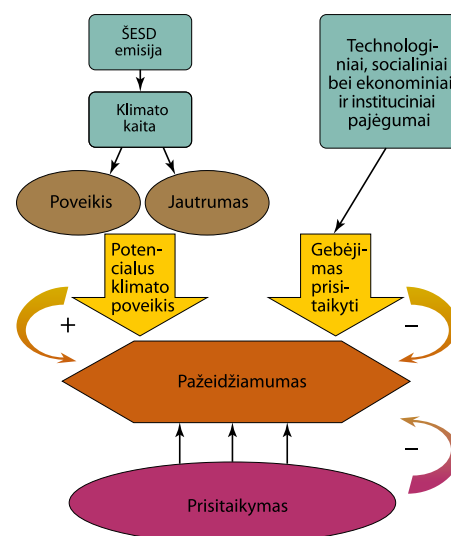 ŠESD
emisija
Technologi-
niai, socialiniai
bei ekonominiai
ir instituciniai
pajėgumai
Klimato
kaita
Poveikis
Jautrumas
Poten-
cialus
klimato
poveikis
Gebėji-
mas
prisi-
taikyti
+
–
Pažeidžiamumas
–
Prisitaikymas